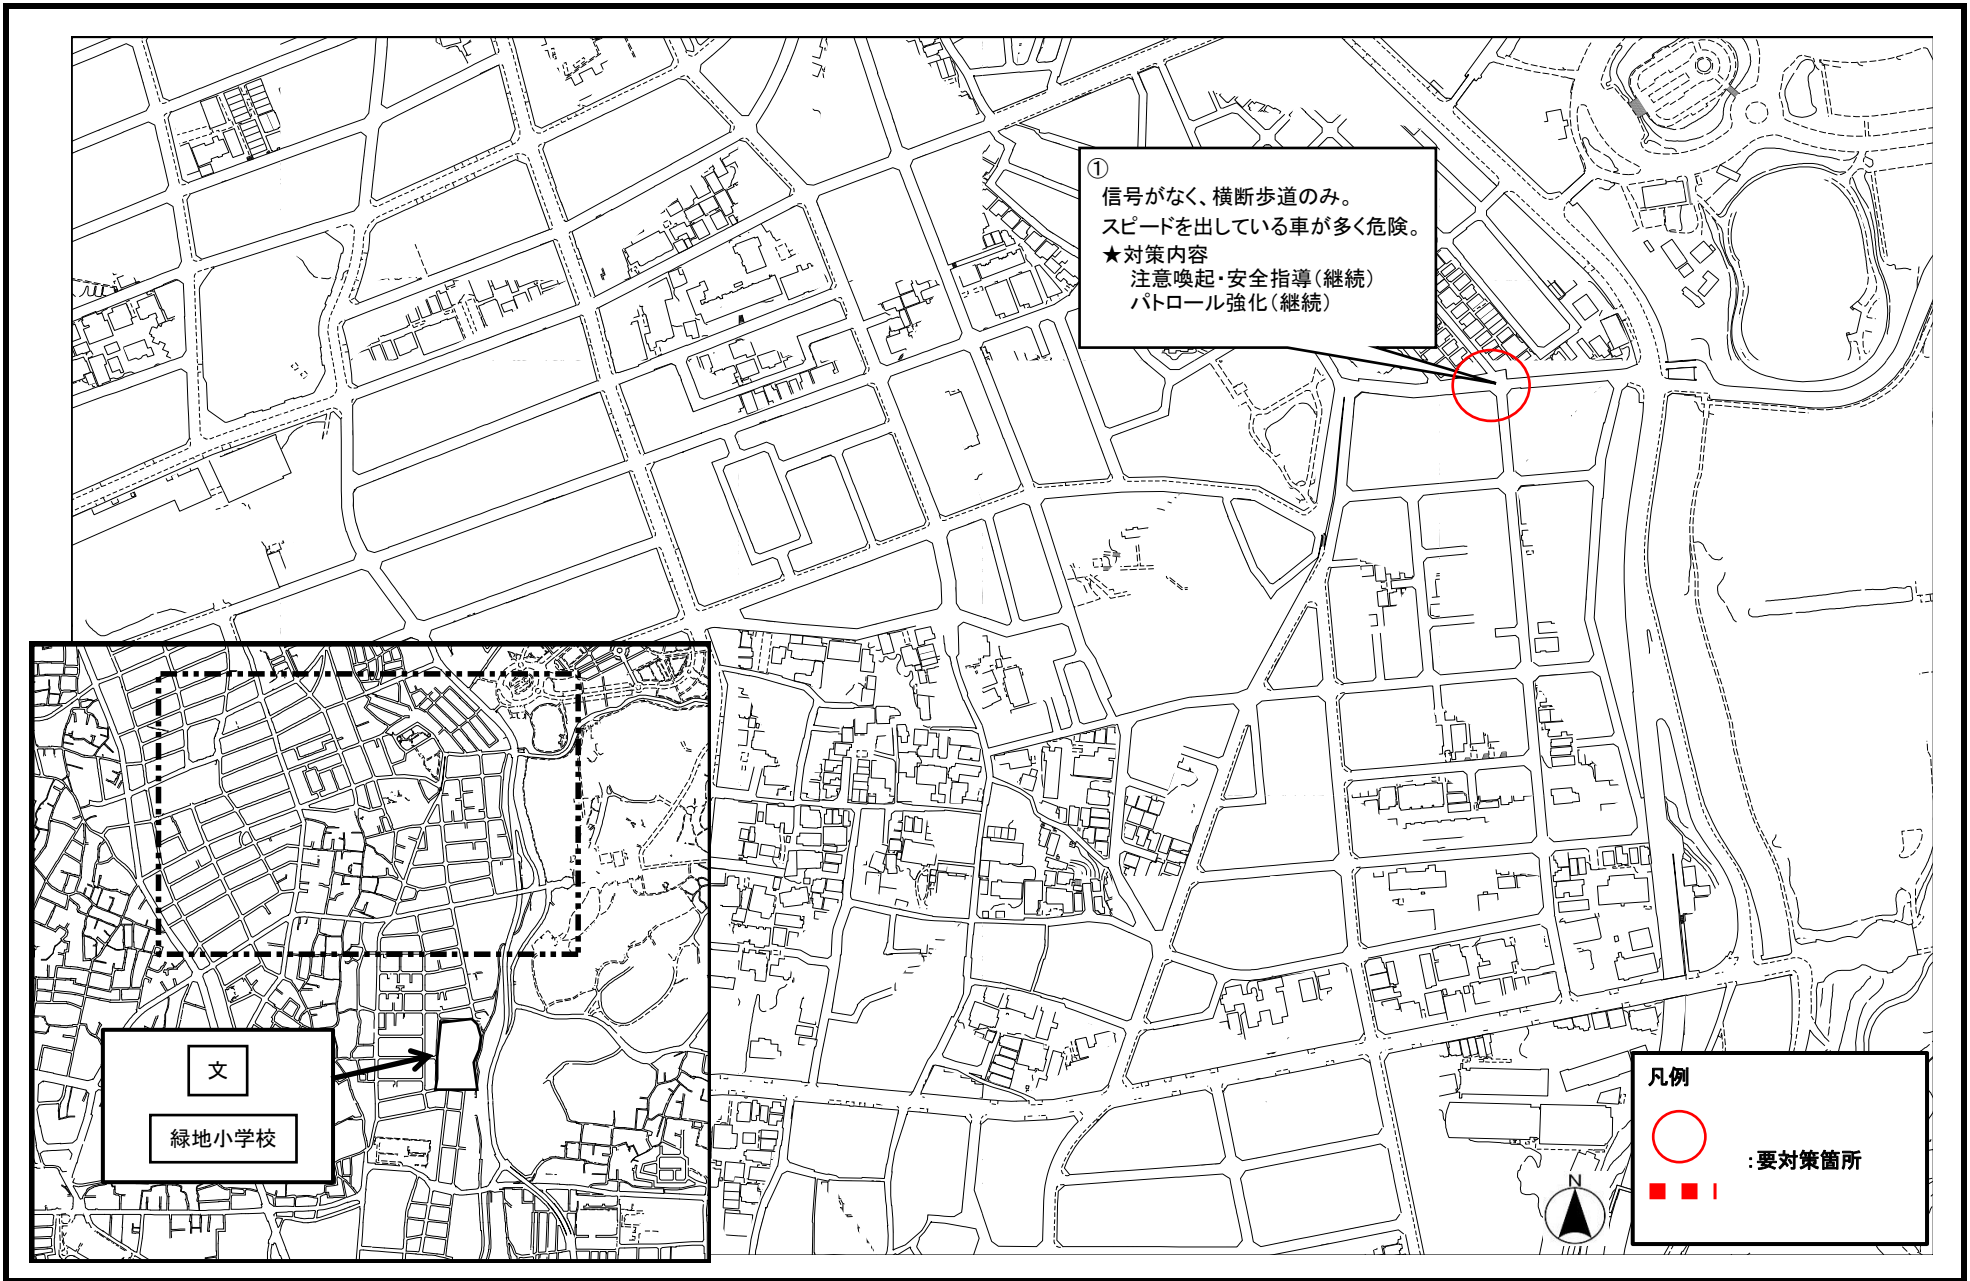 ①
信号がなく、横断歩道のみ。
スピードを出している車が多く危険。
★対策内容
注意喚起・安全指導(継続)
パトロール強化(継続)
文
緑地小学校
凡例
:要対策箇所
N